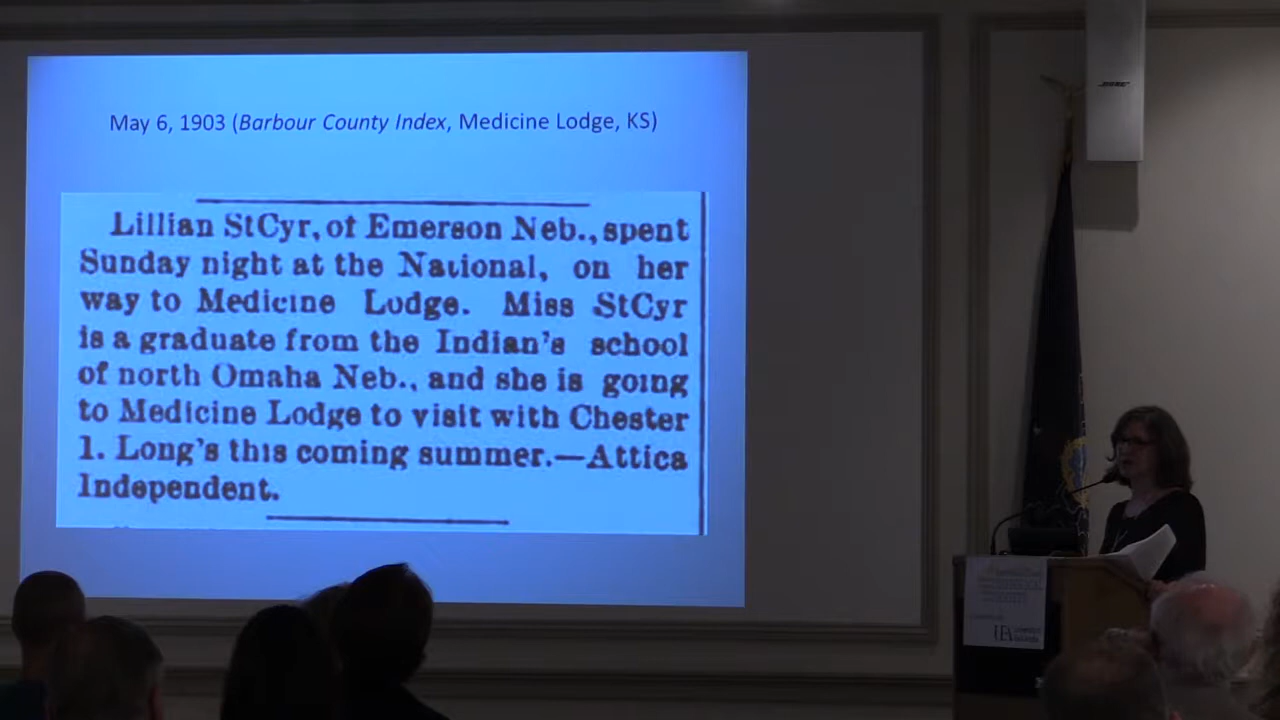 May 6, 1903 (Barbour County Index, Medicine Lodge, KS)
Lillian StCyr, of Emerson Neb., spent
Sunday night at the National, on her
way to Medicine Lodge. Miss StCyr
is a graduate from the Indian's school
of north Omaha Neb., and she is going
to Medicine Lodge to visit with Chester
1. Long's this coming summer.—Attica
Independent.
BOSE